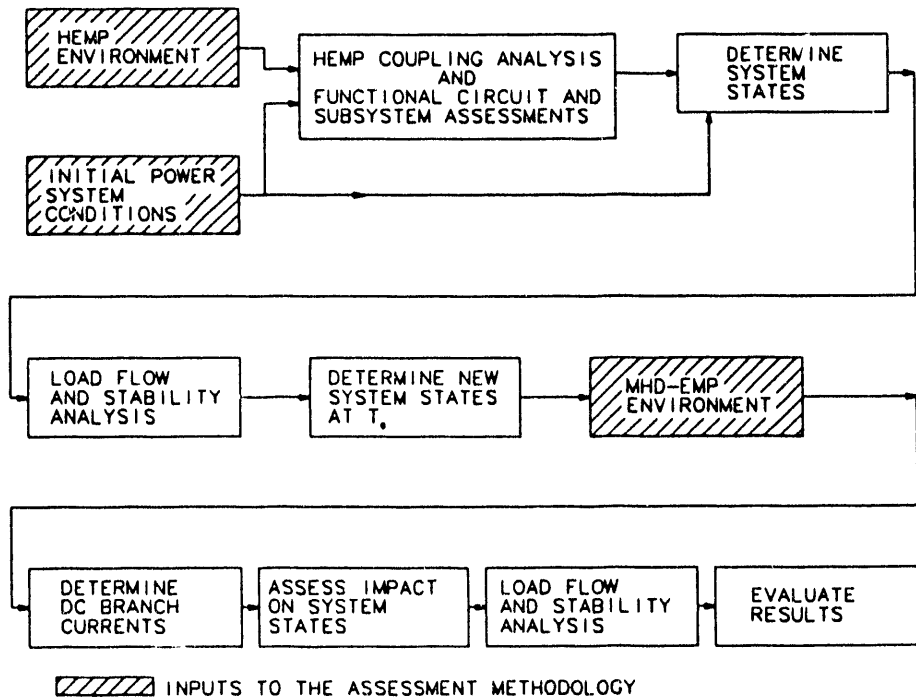 HEMP
ENVIRONMENT
HEMP COUPLING ANALYSIS
AND
FUNCTIONAL CIRCUIT AND
SUBSYSTEM ASSESSMENTS
DETERMINE
SYSTEM
STATES
INITIAL POWER
SYSTEM
CONDITIONS
LOAD FLOW
AND STABILITY
ANALYSIS
DETERMINE NEW
SYSTEM STATES
AT T.
MHD-EMP
ENVIRONMENT
DETERMINE
DC BRANCH
CURRENTS
ASSESS IMPACT
ON SYSTEM
STATES
LOAD FLOW
AND STABILITY
ANALYSIS
EVALUATE
RESULTS
INPUTS TO THE ASSESSMENT METHODOLOGY